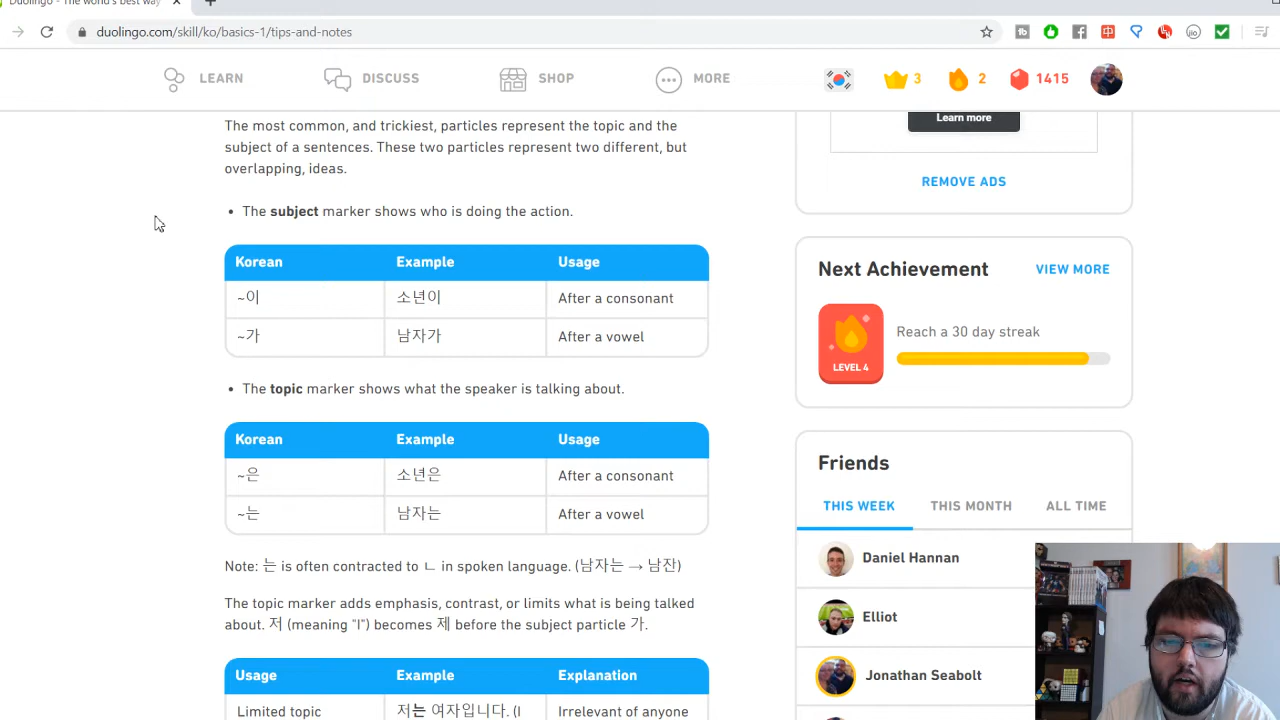 Duolingo - The world's best way
duolingo.com/skill/ko/basics-1/tips-and-notes
LEARN
DISCUSS
SHOP
MORE
3
2
1415
The most common, and trickiest, particles represent the topic and the
subject of a sentences. These two particles represent two different, but
overlapping, ideas.
• The subject marker shows who is doing the action.
Korean Example Usage
~이 소년이 After a consonant
~가 남자가 After a vowel
• The topic marker shows what the speaker is talking about.
Korean Example Usage
~은 소년은 After a consonant
~는 남자는 After a vowel
Note: 는 is often contracted to ㄴ in spoken language. (남자는 → 남잔)
The topic marker adds emphasis, contrast, or limits what is being talked
about. 저 (meaning "I") becomes 제 before the subject particle 가.
Usage Example Explanation
Limited topic 저는 여자입니다. (I Irrelevant of anyone
Learn more
REMOVE ADS
Next Achievement
VIEW MORE
LEVEL 4
Reach a 30 day streak
Friends
THIS WEEK
THIS MONTH
ALL TIME
Daniel Hannan
Elliot
Jonathan Seabolt